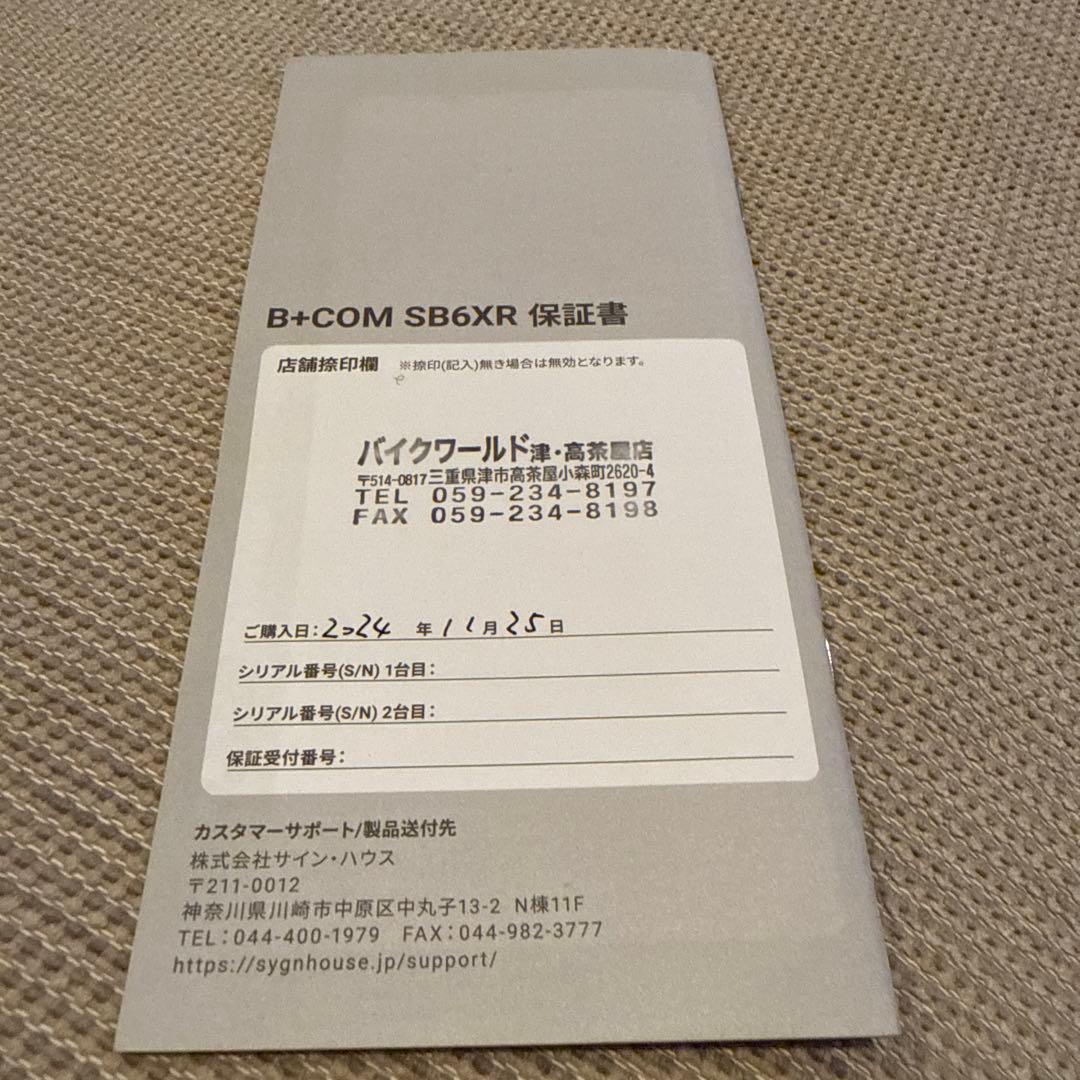 B+COM SB6XR 保証書
店舗捺印欄 ※捺印(記入)無き場合は無効となります。
バイクワールド津・高茶屋店
〒514-0817三重県津市高茶屋小森町2620-4
TEL 059-234-8197
FAX 059-234-8198
ご購入日：2024 年 11月 25日
シリアル番号(S/N) 1台目：
シリアル番号(S/N) 2台目：
保証受付番号：
カスタマーサポート/製品送付先
株式会社サイン・ハウス
〒211-0012
神奈川県川崎市中原区中丸子13-2 N棟11F
TEL：044-400-1979 FAX：044-982-3777
https://sygnhouse.jp/support/